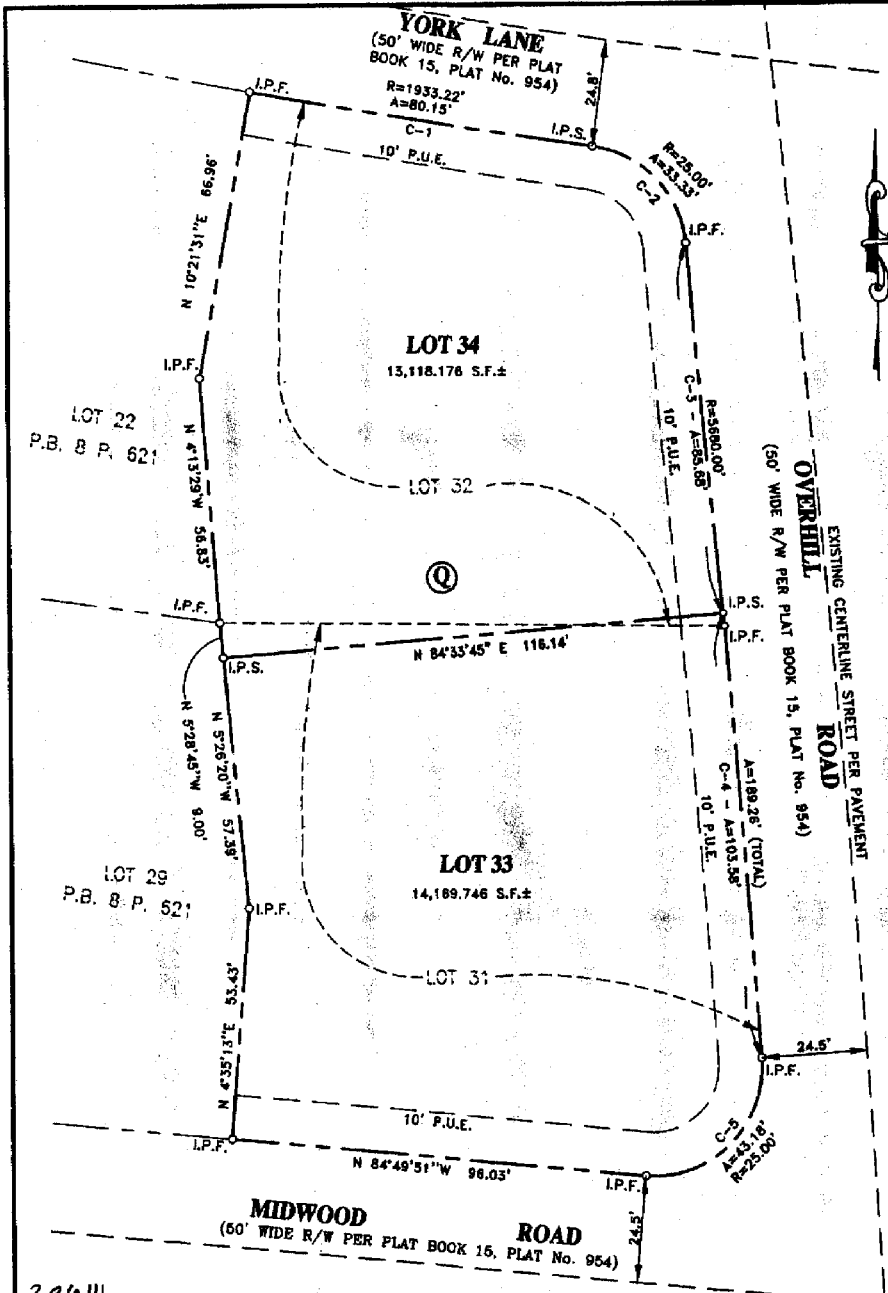 YORK LANE
(50' WIDE R/W PER PLAT
BOOK 15, PLAT No. 954)
R=1933.22'
A=80.15'
C-1
I.P.F.
I.P.S.
24.8'
10' P.U.E.
R=25.00'
A=33.33'
C-2
I.P.F.
N 10°21'31"E 66.96'
LOT 34
13,118.176 S.F.±
I.P.F.
R=5680.00'
C-3 - A=85.68'
10' P.U.E.
LOT 22
P.B. 8 P. 621
N 4°13'29"W 56.83'
LOT 32
OVERHILL ROAD
(50' WIDE R/W PER PLAT BOOK 15, PLAT No. 954)
EXISTING CENTERLINE STREET PER PAVEMENT
Q
I.P.F.
I.P.S.
I.P.F.
N 84°33'45" E 116.14'
I.P.S.
N 5°28'45"W 9.00'
N 5°26'20"W 57.39'
A=189.26' (TOTAL)
C-4 - A=103.58'
10' P.U.E.
LOT 33
14,189.746 S.F.±
LOT 29
P.B. 8 P. 521
I.P.F.
LOT 31
N 4°35'13"E 53.43'
24.5'
I.P.F.
10' P.U.E.
C-5
A=43.18'
R=25.00'
I.P.F.
N 84°49'51"W 96.03'
I.P.F.
24.5'
MIDWOOD ROAD
(50' WIDE R/W PER PLAT BOOK 15, PLAT No. 954)